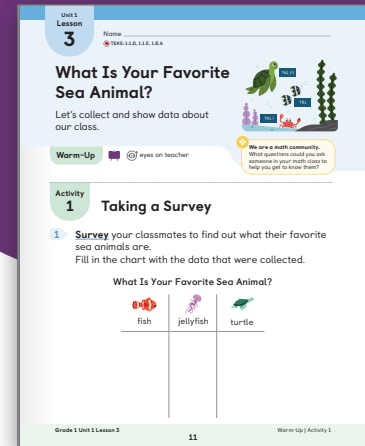 Unit 1
Lesson
3
Name
TEKS: 1.1.D, 1.1.E, 1.8.A
What Is Your Favorite
Sea Animal?
Let's collect and show data about
our class.
Warm-Up
eyes on teacher
We are a math community.
What questions could you ask
someone in your math class to
help you get to know them?
Activity
1
Taking a Survey
1 Survey your classmates to find out what their favorite
sea animals are.
Fill in the chart with the data that were collected.
What Is Your Favorite Sea Animal?
fish jellyfish turtle
Grade 1 Unit 1 Lesson 3
Warm-Up | Activity 1
11